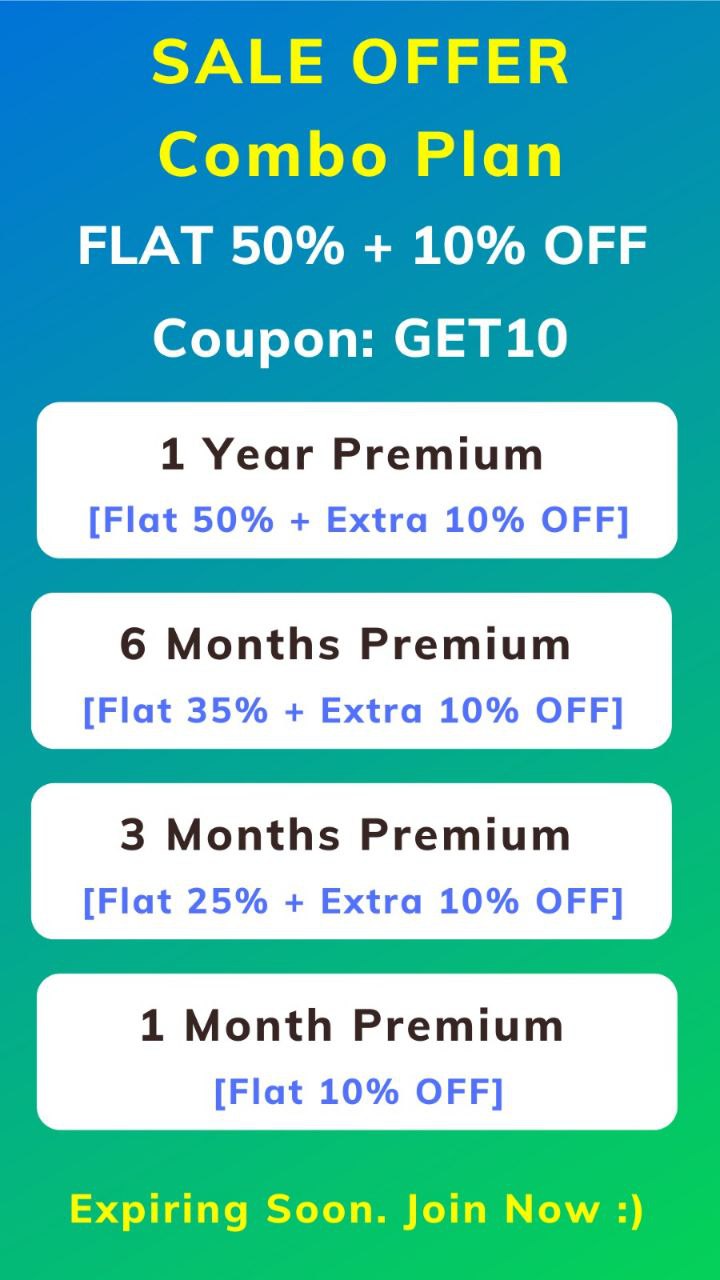 SALE OFFER
Combo Plan
FLAT 50% + 10% OFF
Coupon: GET10
1 Year Premium
[Flat 50% + Extra 10% OFF]
6 Months Premium
[Flat 35% + Extra 10% OFF]
3 Months Premium
[Flat 25% + Extra 10% OFF]
1 Month Premium
[Flat 10% OFF]
Expiring Soon. Join Now :)